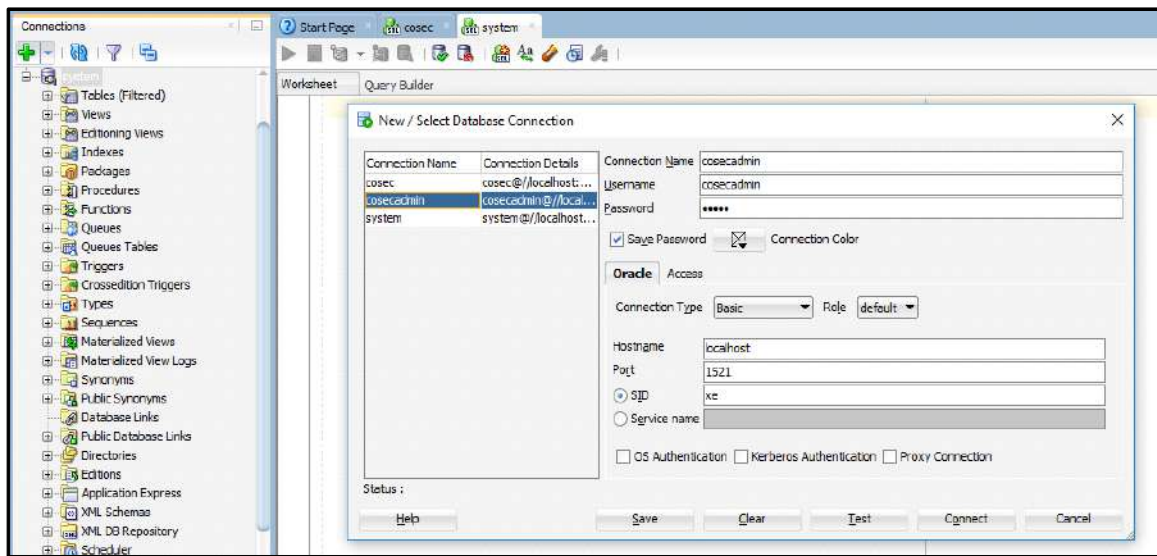 Connections
Start Page
cosec
system
Worksheet
Query Builder
system
Tables (Filtered)
Views
Editioning Views
Indexes
Packages
Procedures
Functions
Queues
Queues Tables
Triggers
Crossedition Triggers
Types
Sequences
Materialized Views
Materialized View Logs
Synonyms
Public Synonyms
Database Links
Public Database Links
Directories
Editions
Application Express
XML Schemas
XML DB Repository
Scheduler
New / Select Database Connection
Connection Name Connection Details
cosec cosec@//localhost:...
cosecadmin cosecadmin@//local...
system system@//localhost...
Connection Name cosecadmin
Username cosecadmin
Password •••••
Save Password Connection Color
Oracle Access
Connection Type Basic Role default
Hostname localhost
Port 1521
SID xe
Service name
OS Authentication Kerberos Authentication Proxy Connection
Status :
Help Save Clear Test Connect Cancel